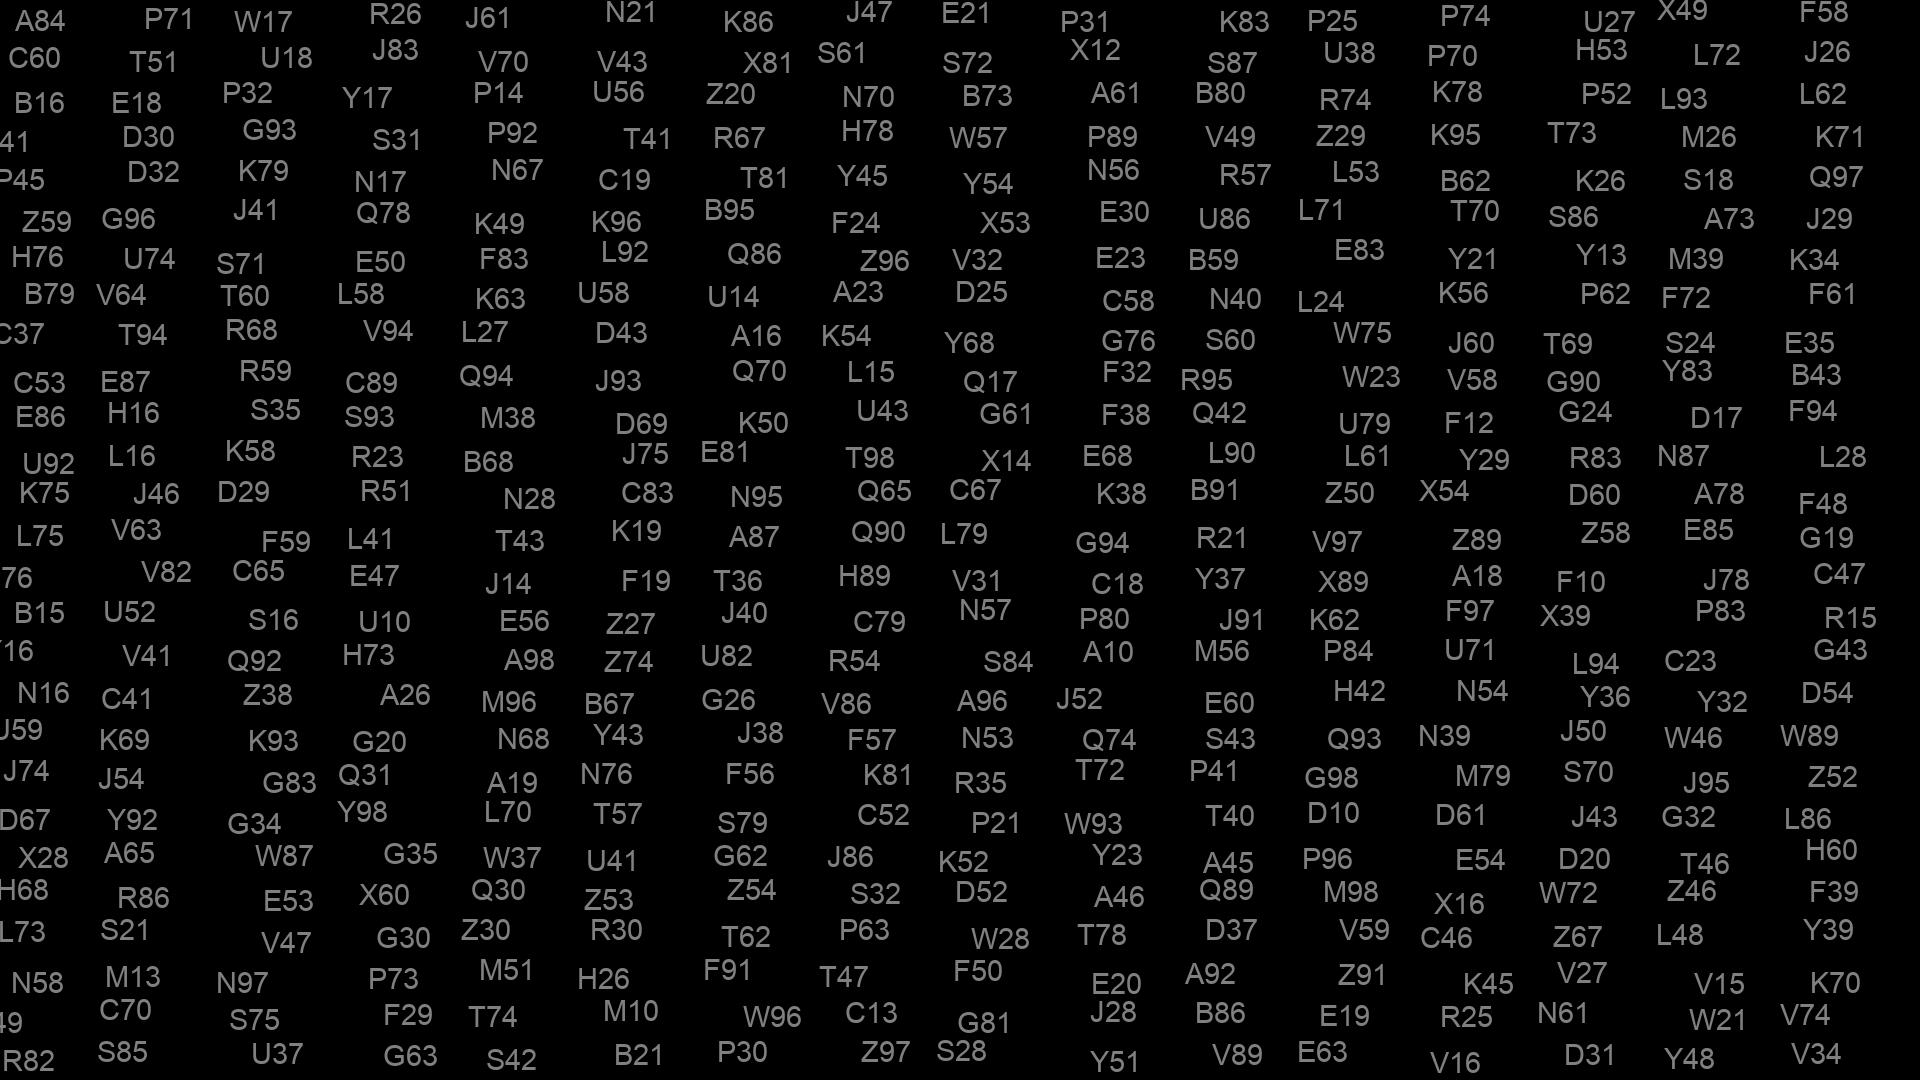 A84 P71 W17 R26 J61 N21 K86 J47 E21 P31 K83 P25 P74 U27 X49 F58
C60 T51 U18 J83 V70 V43 X81 S61 S72 X12 S87 U38 P70 H53 L72 J26
B16 E18 P32 Y17 P14 U56 Z20 N70 B73 A61 B80 R74 K78 P52 L93 L62
41 D30 G93 S31 P92 T41 R67 H78 W57 P89 V49 Z29 K95 T73 M26 K71
P45 D32 K79 N17 N67 C19 T81 Y45 Y54 N56 R57 L53 B62 K26 S18 Q97
Z59 G96 J41 Q78 K49 K96 B95 F24 X53 E30 U86 L71 T70 S86 A73 J29
H76 U74 S71 E50 F83 L92 Q86 Z96 V32 E23 B59 E83 Y21 Y13 M39 K34
B79 V64 T60 L58 K63 U58 U14 A23 D25 C58 N40 L24 K56 P62 F72 F61
C37 T94 R68 V94 L27 D43 A16 K54 Y68 G76 S60 W75 J60 T69 S24 E35
C53 E87 R59 C89 Q94 J93 Q70 L15 Q17 F32 R95 W23 V58 G90 Y83 B43
E86 H16 S35 S93 M38 D69 K50 U43 G61 F38 Q42 U79 F12 G24 D17 F94
U92 L16 K58 R23 B68 J75 E81 T98 X14 E68 L90 L61 Y29 R83 N87 L28
K75 J46 D29 R51 N28 C83 N95 Q65 C67 K38 B91 Z50 X54 D60 A78 F48
L75 V63 F59 L41 T43 K19 A87 Q90 L79 G94 R21 V97 Z89 Z58 E85 G19
76 V82 C65 E47 J14 F19 T36 H89 V31 C18 Y37 X89 A18 F10 J78 C47
B15 U52 S16 U10 E56 Z27 J40 C79 N57 P80 J91 K62 F97 X39 P83 R15
16 V41 Q92 H73 A98 Z74 U82 R54 S84 A10 M56 P84 U71 L94 C23 G43
N16 C41 Z38 A26 M96 B67 G26 V86 A96 J52 E60 H42 N54 Y36 Y32 D54
U59 K69 K93 G20 N68 Y43 J38 F57 N53 Q74 S43 Q93 N39 J50 W46 W89
J74 J54 G83 Q31 A19 N76 F56 K81 R35 T72 P41 G98 M79 S70 J95 Z52
D67 Y92 G34 Y98 L70 T57 S79 C52 P21 W93 T40 D10 D61 J43 G32 L86
X28 A65 W87 G35 W37 U41 G62 J86 K52 Y23 A45 P96 E54 D20 T46 H60
H68 R86 E53 X60 Q30 Z53 Z54 S32 D52 A46 Q89 M98 X16 W72 Z46 F39
L73 S21 V47 G30 Z30 R30 T62 P63 W28 T78 D37 V59 C46 Z67 L48 Y39
N58 M13 N97 P73 M51 H26 F91 T47 F50 E20 A92 Z91 K45 V27 V15 K70
49 C70 S75 F29 T74 M10 W96 C13 G81 J28 B86 E19 R25 N61 W21 V74
R82 S85 U37 G63 S42 B21 P30 Z97 S28 Y51 V89 E63 V16 D31 Y48 V34